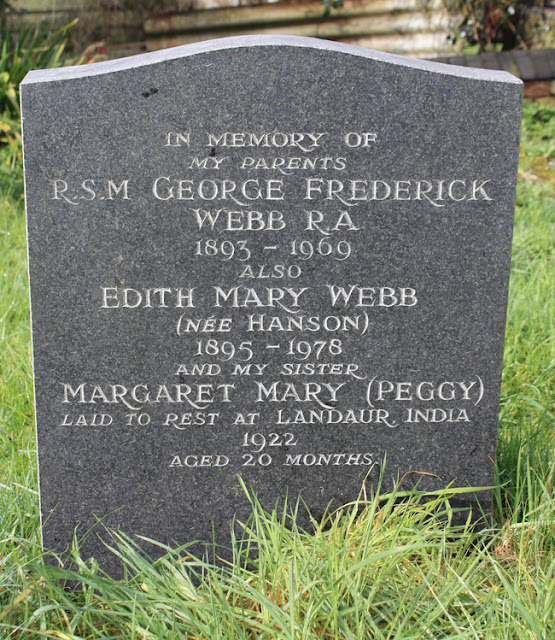 IN MEMORY OF
MY PARENTS
R.S.M GEORGE FREDERICK
WEBB R.A
1893 - 1969
ALSO
EDITH MARY WEBB
(NÉE HANSON)
1895 - 1978
AND MY SISTER
MARGARET MARY (PEGGY)
LAID TO REST AT LANDAUR, INDIA
1922
AGED 20 MONTHS.